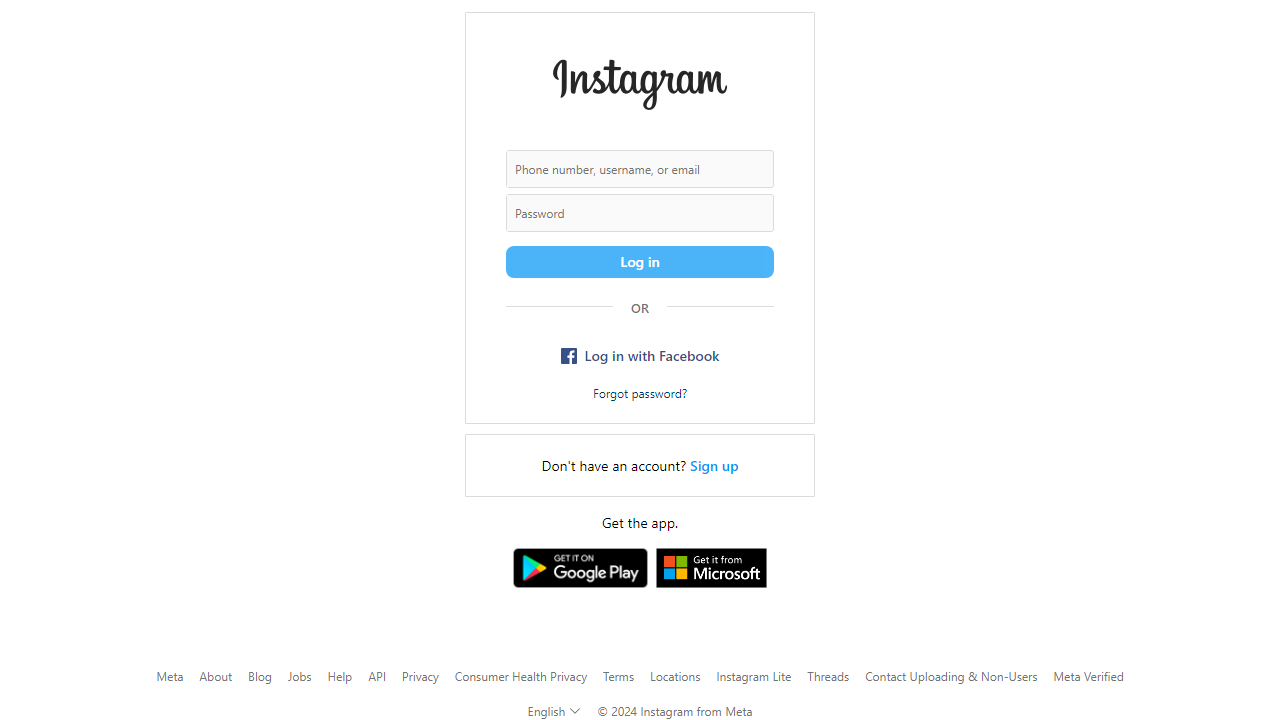 Instagram
Phone number, username, or email
Password
Log in
OR
Log in with Facebook
Forgot password?
Don't have an account? Sign up
Get the app.
GET IT ON Google Play
Get it from Microsoft
Meta About Blog Jobs Help API Privacy Consumer Health Privacy Terms Locations Instagram Lite Threads Contact Uploading & Non-Users Meta Verified
English © 2024 Instagram from Meta